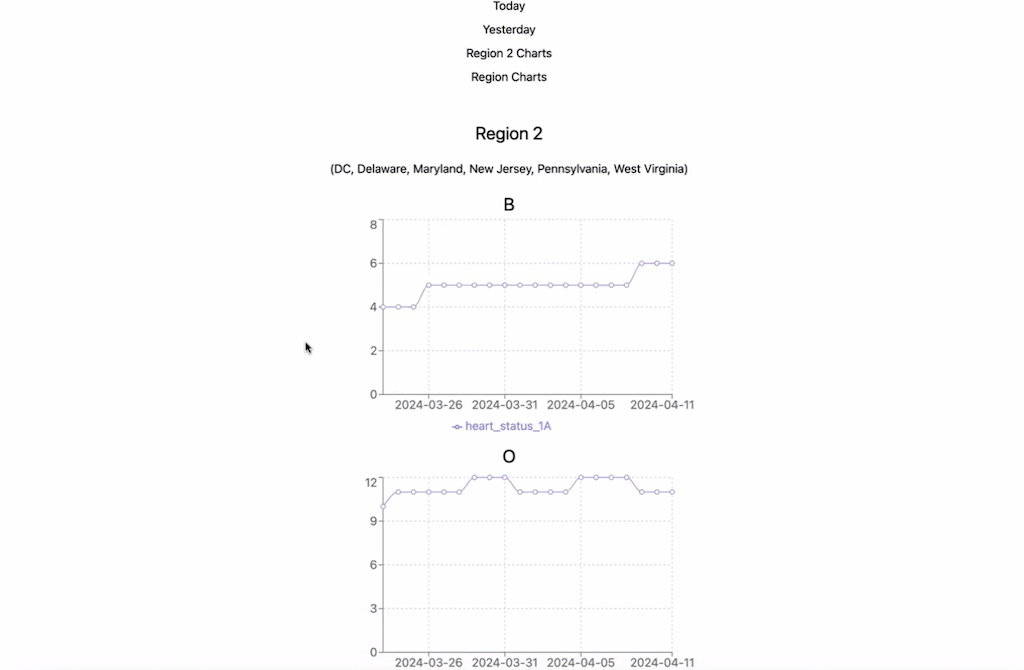 Today
Yesterday
Region 2 Charts
Region Charts
Region 2
(DC, Delaware, Maryland, New Jersey, Pennsylvania, West Virginia)
B
8
6
4
2
0
2024-03-26 2024-03-31 2024-04-05 2024-04-11
heart_status_1A
O
12
9
6
3
0
2024-03-26 2024-03-31 2024-04-05 2024-04-11